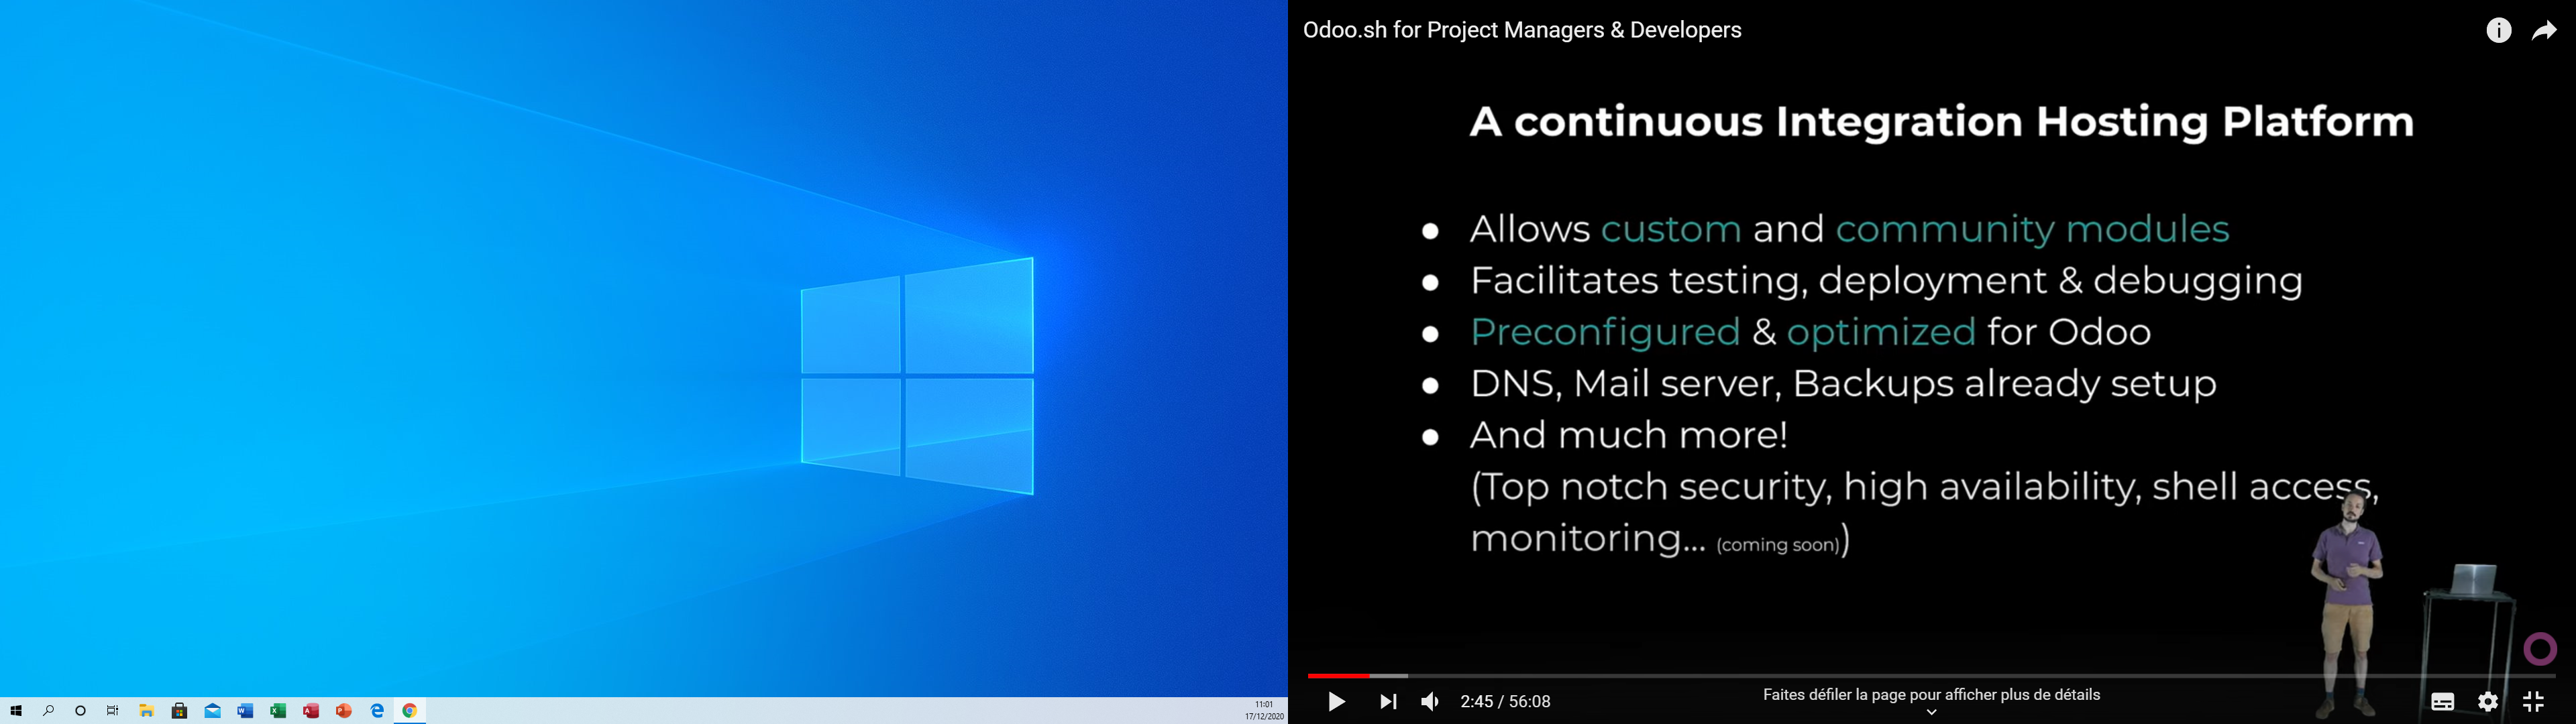 11:01
17/12/2020
Odoo.sh for Project Managers & Developers
A continuous Integration Hosting Platform
● Allows custom and community modules
● Facilitates testing, deployment & debugging
● Preconfigured & optimized for Odoo
● DNS, Mail server, Backups already setup
● And much more!
(Top notch security, high availability, shell access,
monitoring... (coming soon))
2:45 / 56:08
Faites défiler la page pour afficher plus de détails